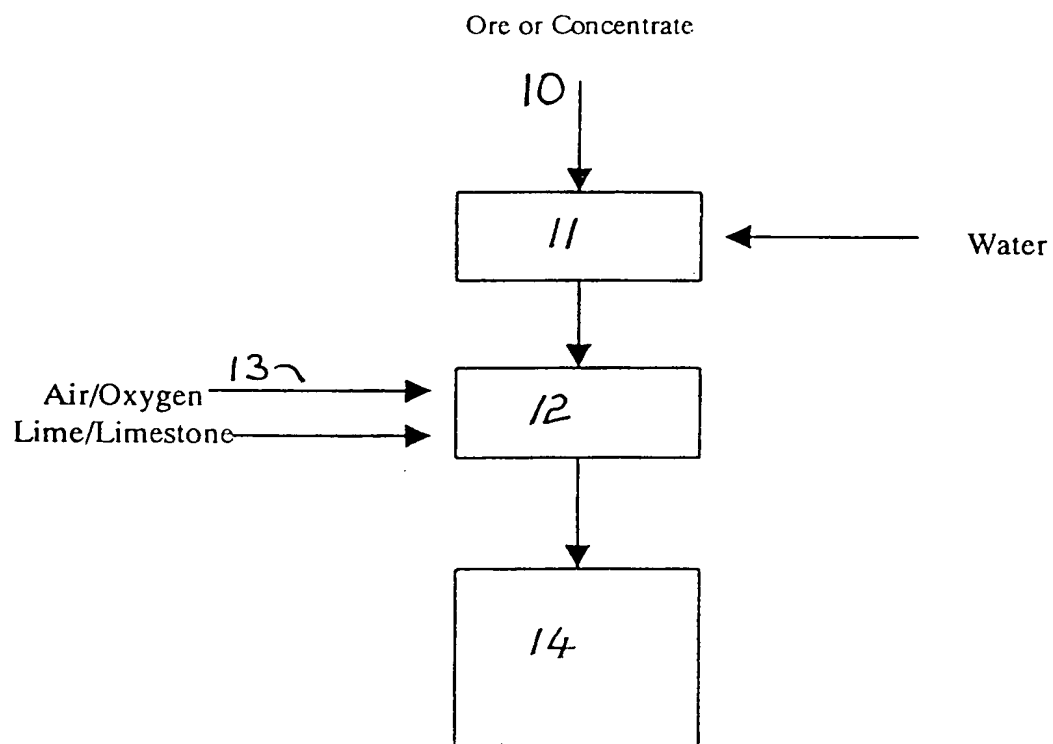 Ore or Concentrate
10
11
Water
13
Air/Oxygen
12
Lime/Limestone
14